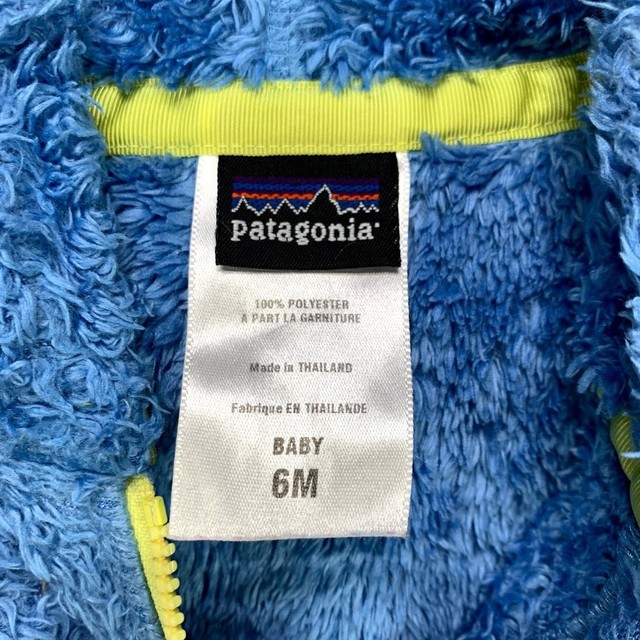 patagonia
100% POLYESTER
A PART LA GARNITURE
Made in THAILAND
Fabrique EN THAILANDE
BABY
6M